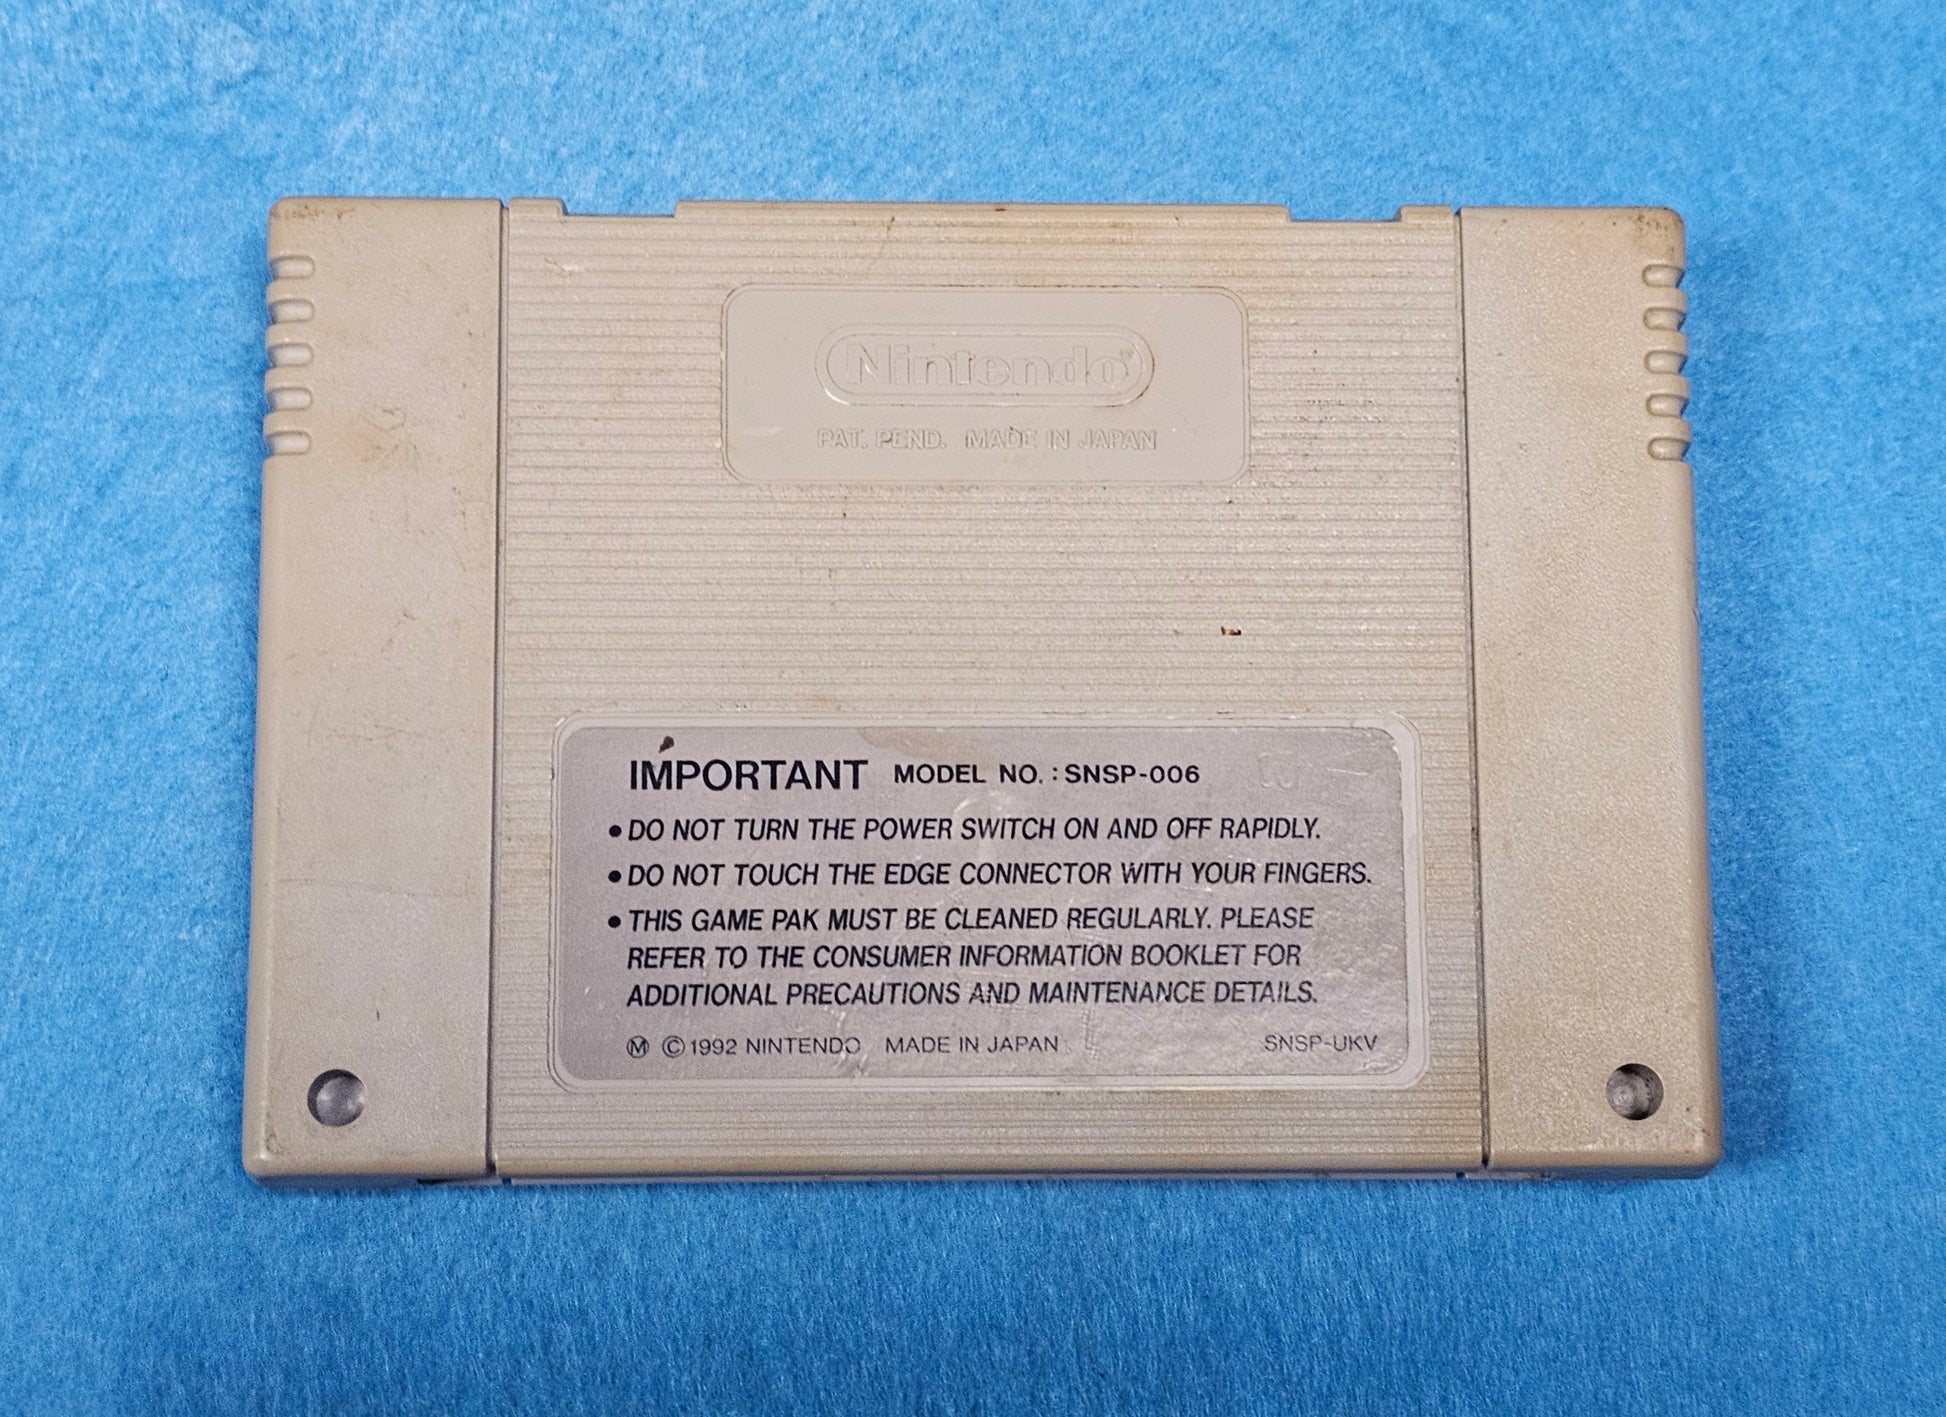 Nintendo
PAT. PEND. MADE IN JAPAN
IMPORTANT MODEL NO. : SNSP-006
• DO NOT TURN THE POWER SWITCH ON AND OFF RAPIDLY.
• DO NOT TOUCH THE EDGE CONNECTOR WITH YOUR FINGERS.
• THIS GAME PAK MUST BE CLEANED REGULARLY. PLEASE
REFER TO THE CONSUMER INFORMATION BOOKLET FOR
ADDITIONAL PRECAUTIONS AND MAINTENANCE DETAILS.
Ⓜ ©1992 NINTENDO MADE IN JAPAN SNSP-UKV